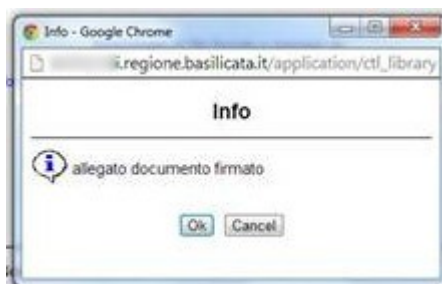 Info - Google Chrome
i.regione.basilicata.it/application/ctl_library
Info
allegato documento firmato
Ok Cancel